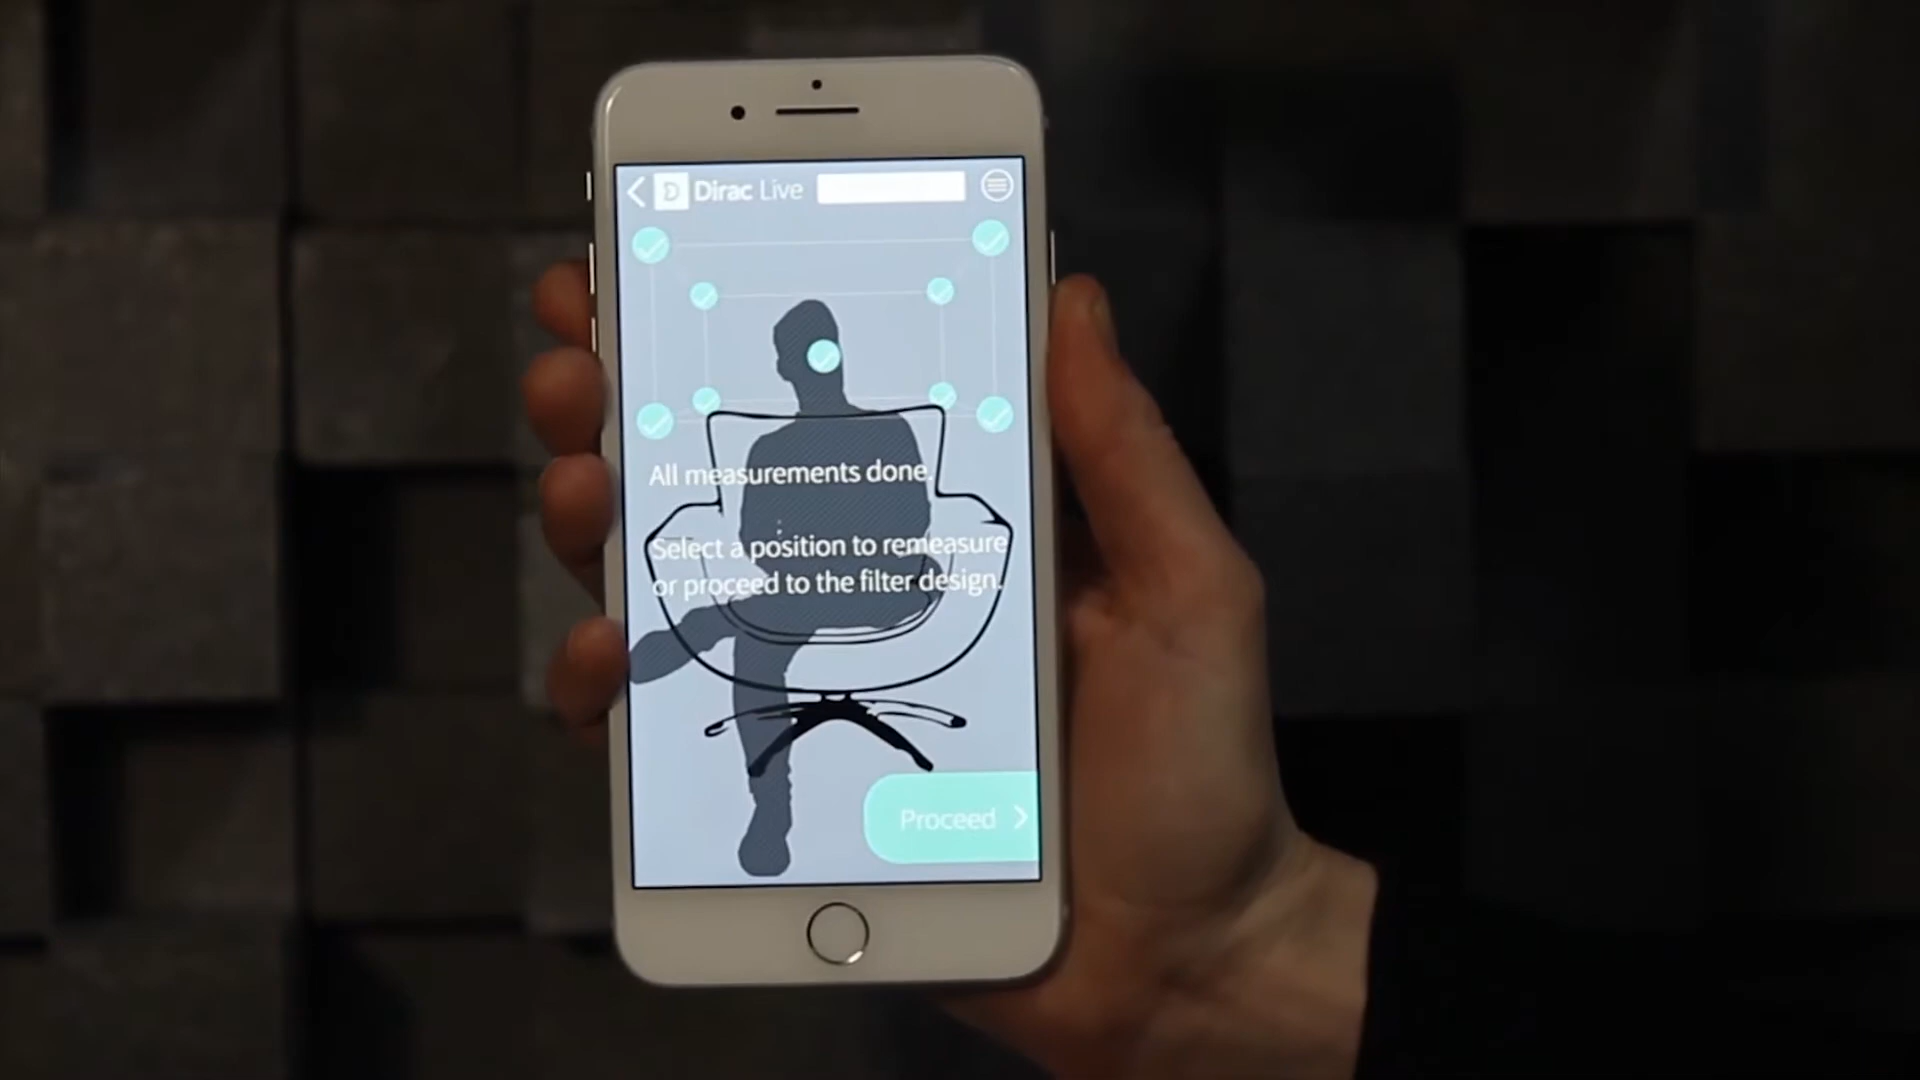 D Dirac Live
All measurements done.
Select a position to remeasure
or proceed to the filter design.
Proceed